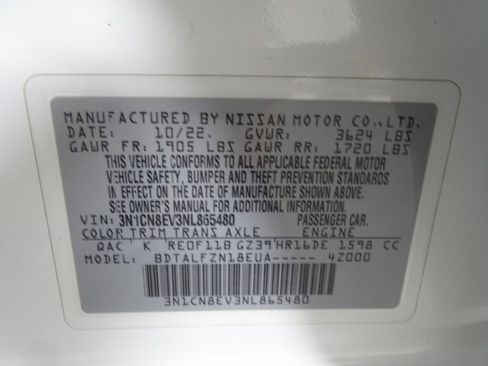 MANUFACTURED BY NISSAN MOTOR CO.,LTD.
DATE: 10/22. GVWR: 3624 LBS
GAWR FR: 1905 LBS GAWR RR: 1720 LBS
THIS VEHICLE CONFORMS TO ALL APPLICABLE FEDERAL MOTOR
VEHICLE SAFETY, BUMPER AND THEFT PREVENTION STANDARDS
IN EFFECT ON THE DATE OF MANUFACTURE SHOWN ABOVE.
SEE OWNER'S MANUAL FOR ADDITIONAL INFORMATION.
VIN: 3N1CN8EV3NL865480 PASSENGER CAR.
COLOR TRIM TRANS AXLE ENGINE
QAC K RE0F11B GZ39 HR16DE 1598 CC
MODEL: BDTALFZN18EUA----- 4Z000
3N1CN8EV3NL865480